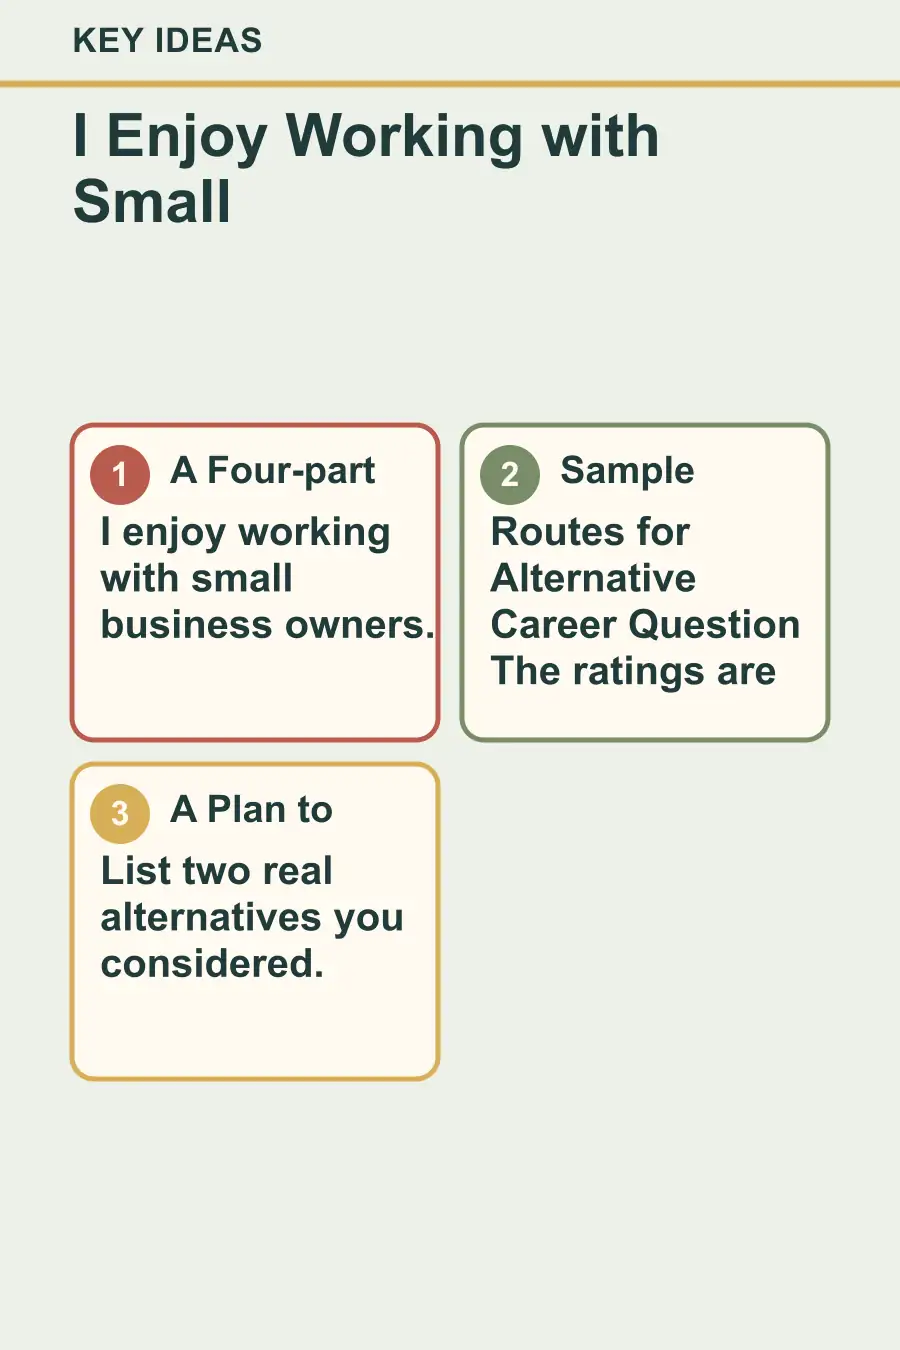 KEY IDEAS
I Enjoy Working with
Small
1 A Four-part
I enjoy working
with small
business owners.
2 Sample
Routes for
Alternative
Career Question
The ratings are
3 A Plan to
List two real
alternatives you
considered.